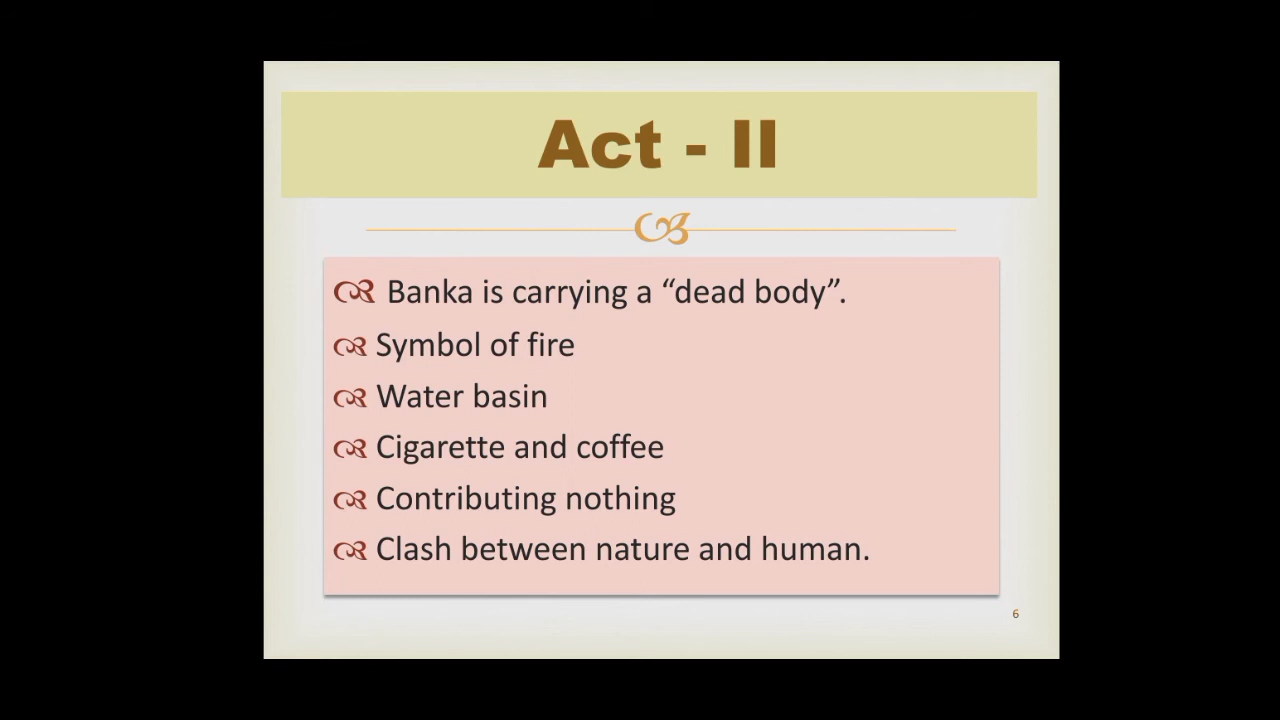 Act - II
Banka is carrying a “dead body”.
Symbol of fire
Water basin
Cigarette and coffee
Contributing nothing
Clash between nature and human.
6